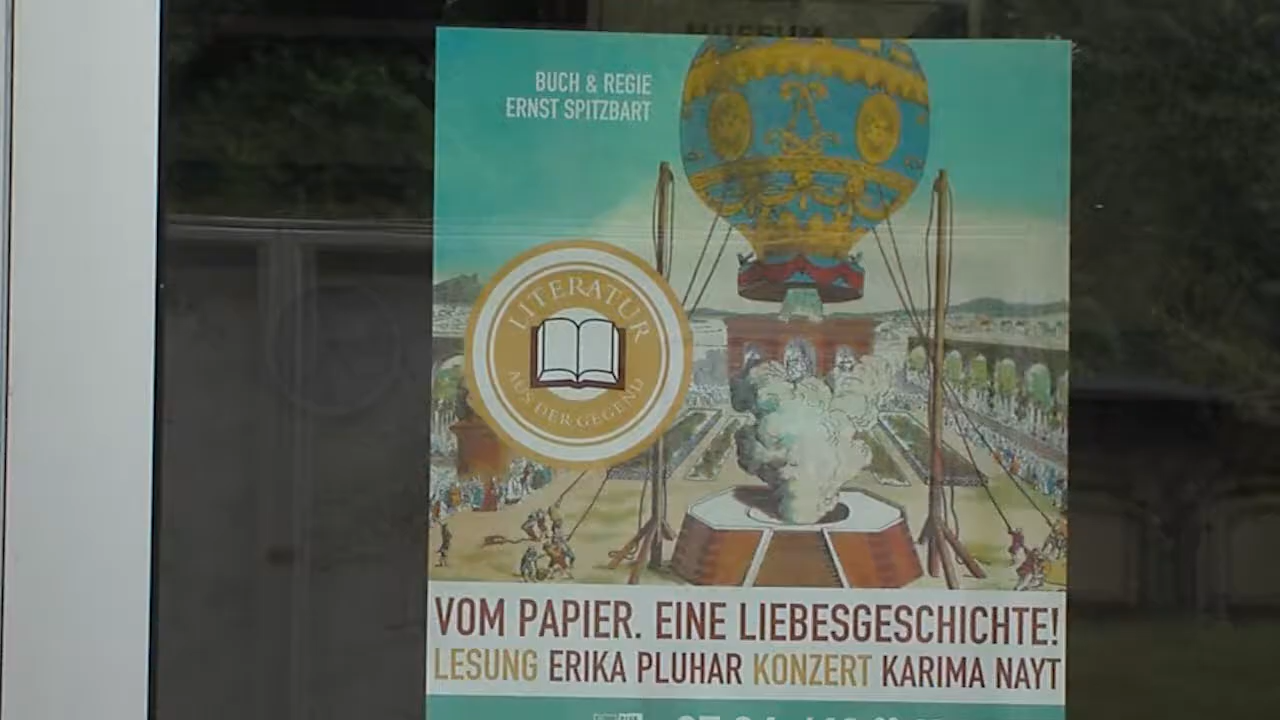 BUCH & REGIE
ERNST SPITZBART
LITERATUR
AUS DER GEGEND
VOM PAPIER. EINE LIEBESGESCHICHTE!
LESUNG ERIKA PLUHAR KONZERT KARIMA NAYT